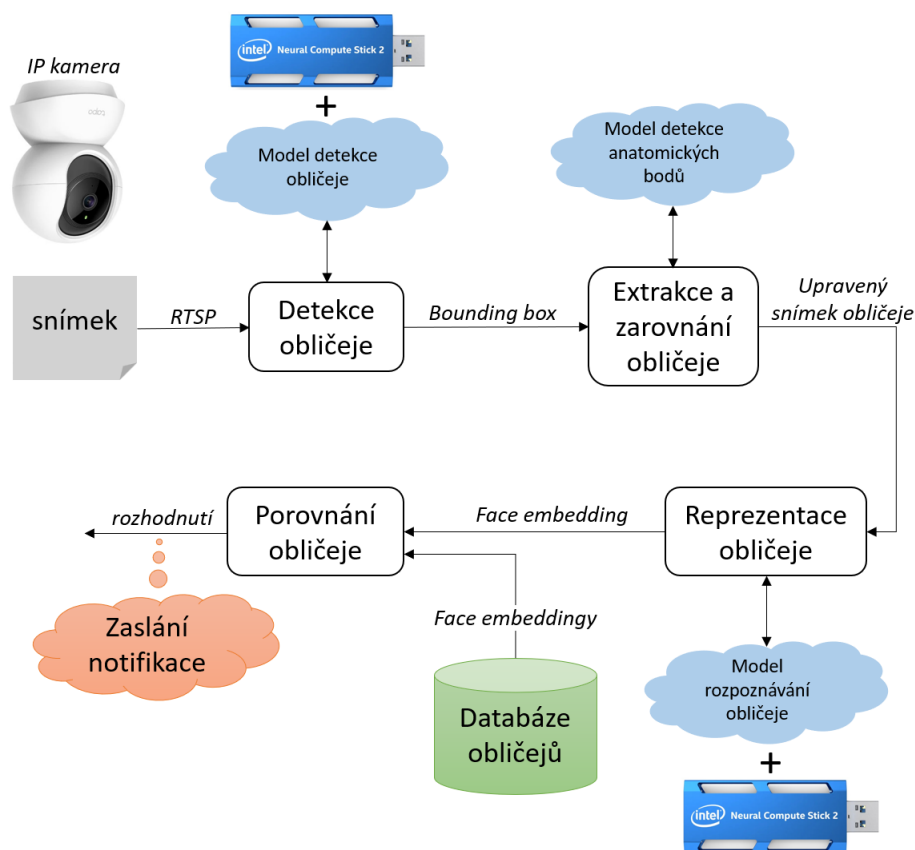 IP kamera
tapo
intel Neural Compute Stick 2
+
Model detekce
obličeje
Model detekce
anatomických
bodů
snímek
RTSP
Detekce
obličeje
Bounding box
Extrakce a
zarovnání
obličeje
Upravený
snímek obličeje
rozhodnutí
Porovnání
obličeje
Face embedding
Reprezentace
obličeje
Zaslání
notifikace
Face embeddingy
Databáze
obličejů
Model
rozpoznávání
obličeje
+
intel Neural Compute Stick 2